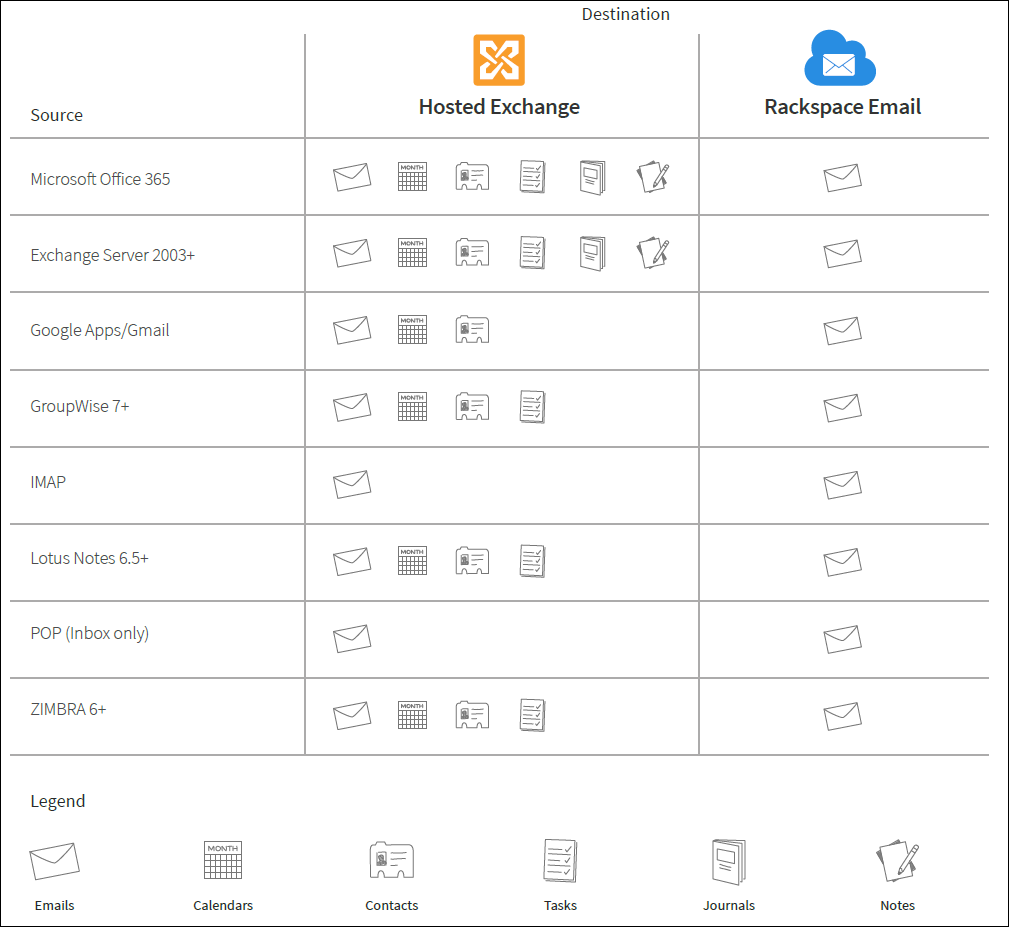 Destination
Source
Hosted Exchange
Rackspace Email
Microsoft Office 365
MONTH
Exchange Server 2003+
MONTH
Google Apps/Gmail
MONTH
GroupWise 7+
MONTH
IMAP
Lotus Notes 6.5+
MONTH
POP (Inbox only)
ZIMBRA 6+
MONTH
Legend
MONTH
Emails
Calendars
Contacts
Tasks
Journals
Notes